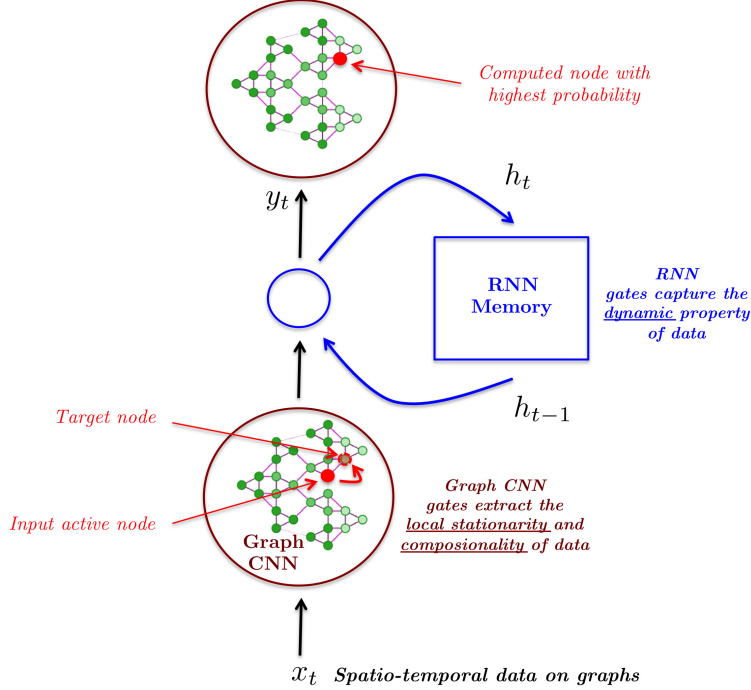 Computed node with
highest probability
y_t
h_t
RNN
Memory
RNN
gates capture the
dynamic property
of data
h_{t-1}
Target node
Input active node
Graph
CNN
Graph CNN
gates extract the
local stationarity and
composionality of data
x_t Spatio-temporal data on graphs